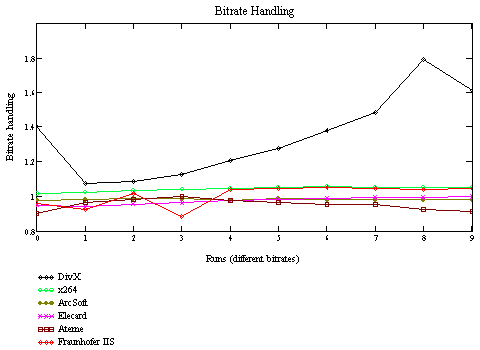 Bitrate Handling
1.8
1.6
1.4
1.2
1
0.8
Bitrate handling
0 1 2 3 4 5 6 7 8 9
Runs (different bitrates)
DivX
x264
ArcSoft
Elecard
Ateme
Fraunhofer IIS